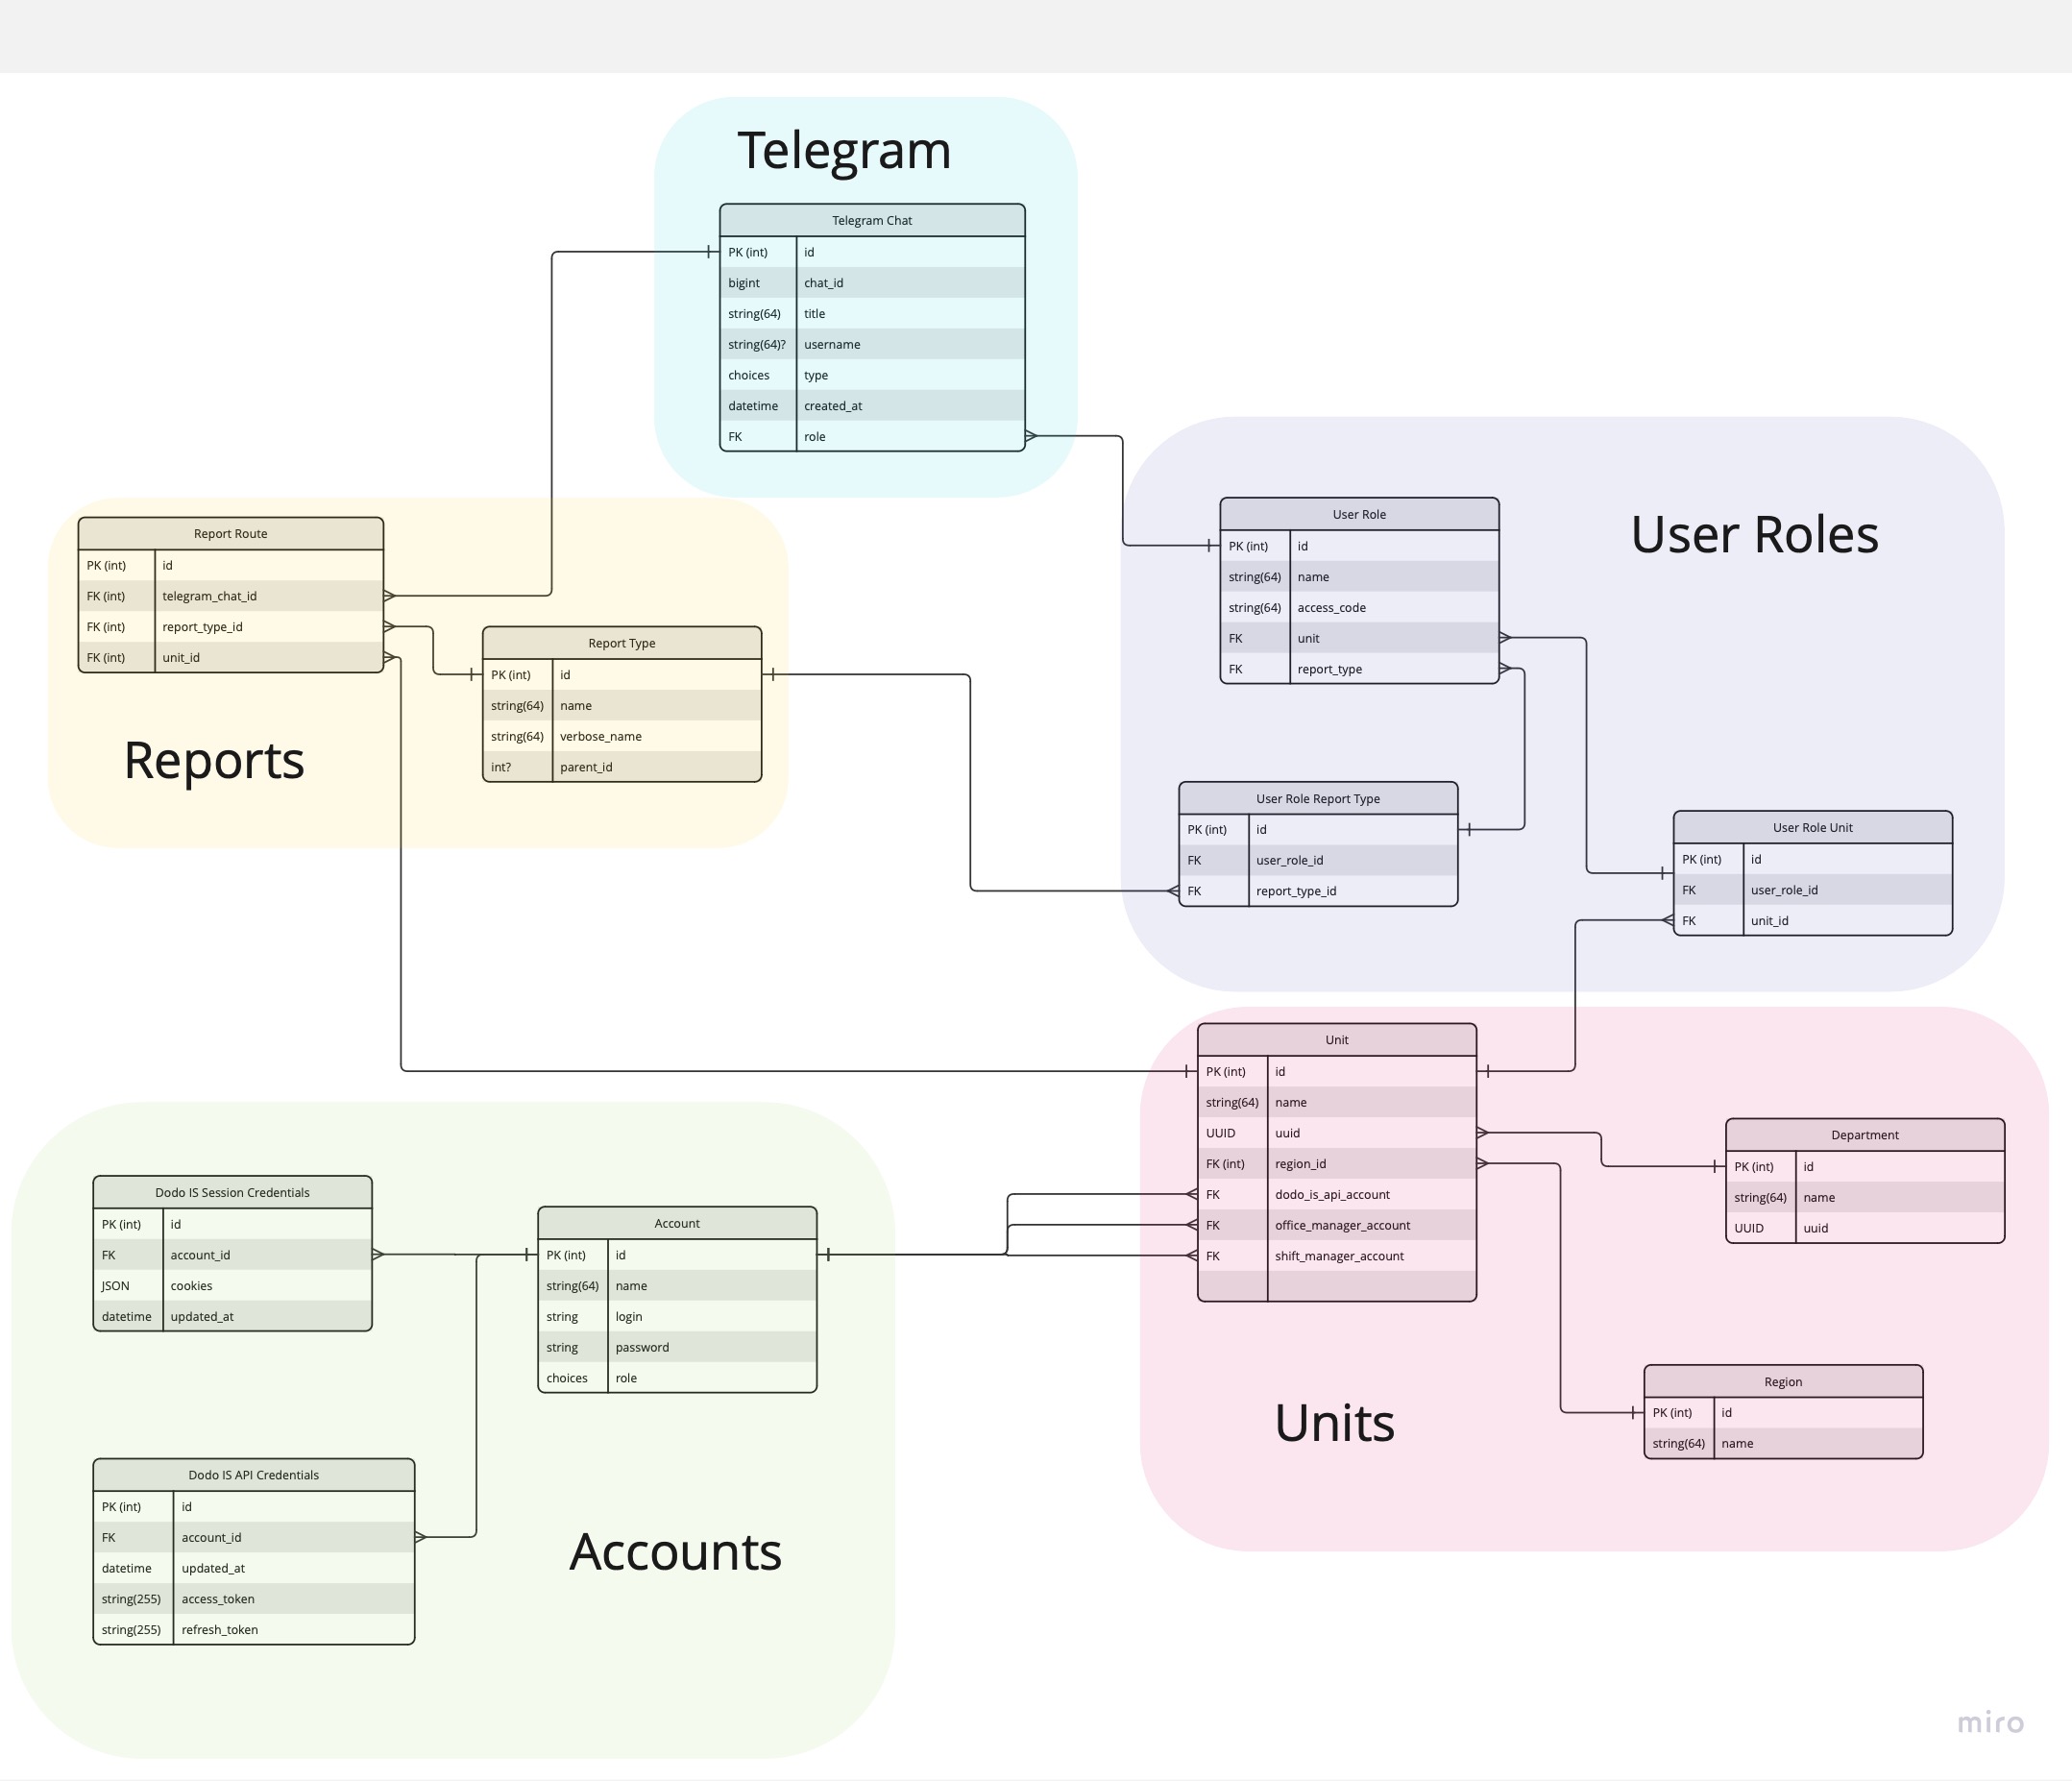 Telegram
Telegram Chat
PK (int) id
bigint chat_id
string(64) title
string(64)? username
choices type
datetime created_at
FK role
User Roles
User Role
PK (int) id
string(64) name
string(64) access_code
FK unit
FK report_type
Report Route
PK (int) id
FK (int) telegram_chat_id
FK (int) report_type_id
FK (int) unit_id
Report Type
PK (int) id
string(64) name
string(64) verbose_name
int? parent_id
Reports
User Role Report Type
PK (int) id
FK user_role_id
FK report_type_id
User Role Unit
PK (int) id
FK user_role_id
FK unit_id
Unit
PK (int) id
string(64) name
UUID uuid
FK (int) region_id
FK dodo_is_api_account
FK office_manager_account
FK shift_manager_account
Department
PK (int) id
string(64) name
UUID uuid
Region
PK (int) id
string(64) name
Units
Dodo IS Session Credentials
PK (int) id
FK account_id
JSON cookies
datetime updated_at
Account
PK (int) id
string(64) name
string login
string password
choices role
Dodo IS API Credentials
PK (int) id
FK account_id
datetime updated_at
string(255) access_token
string(255) refresh_token
Accounts
miro